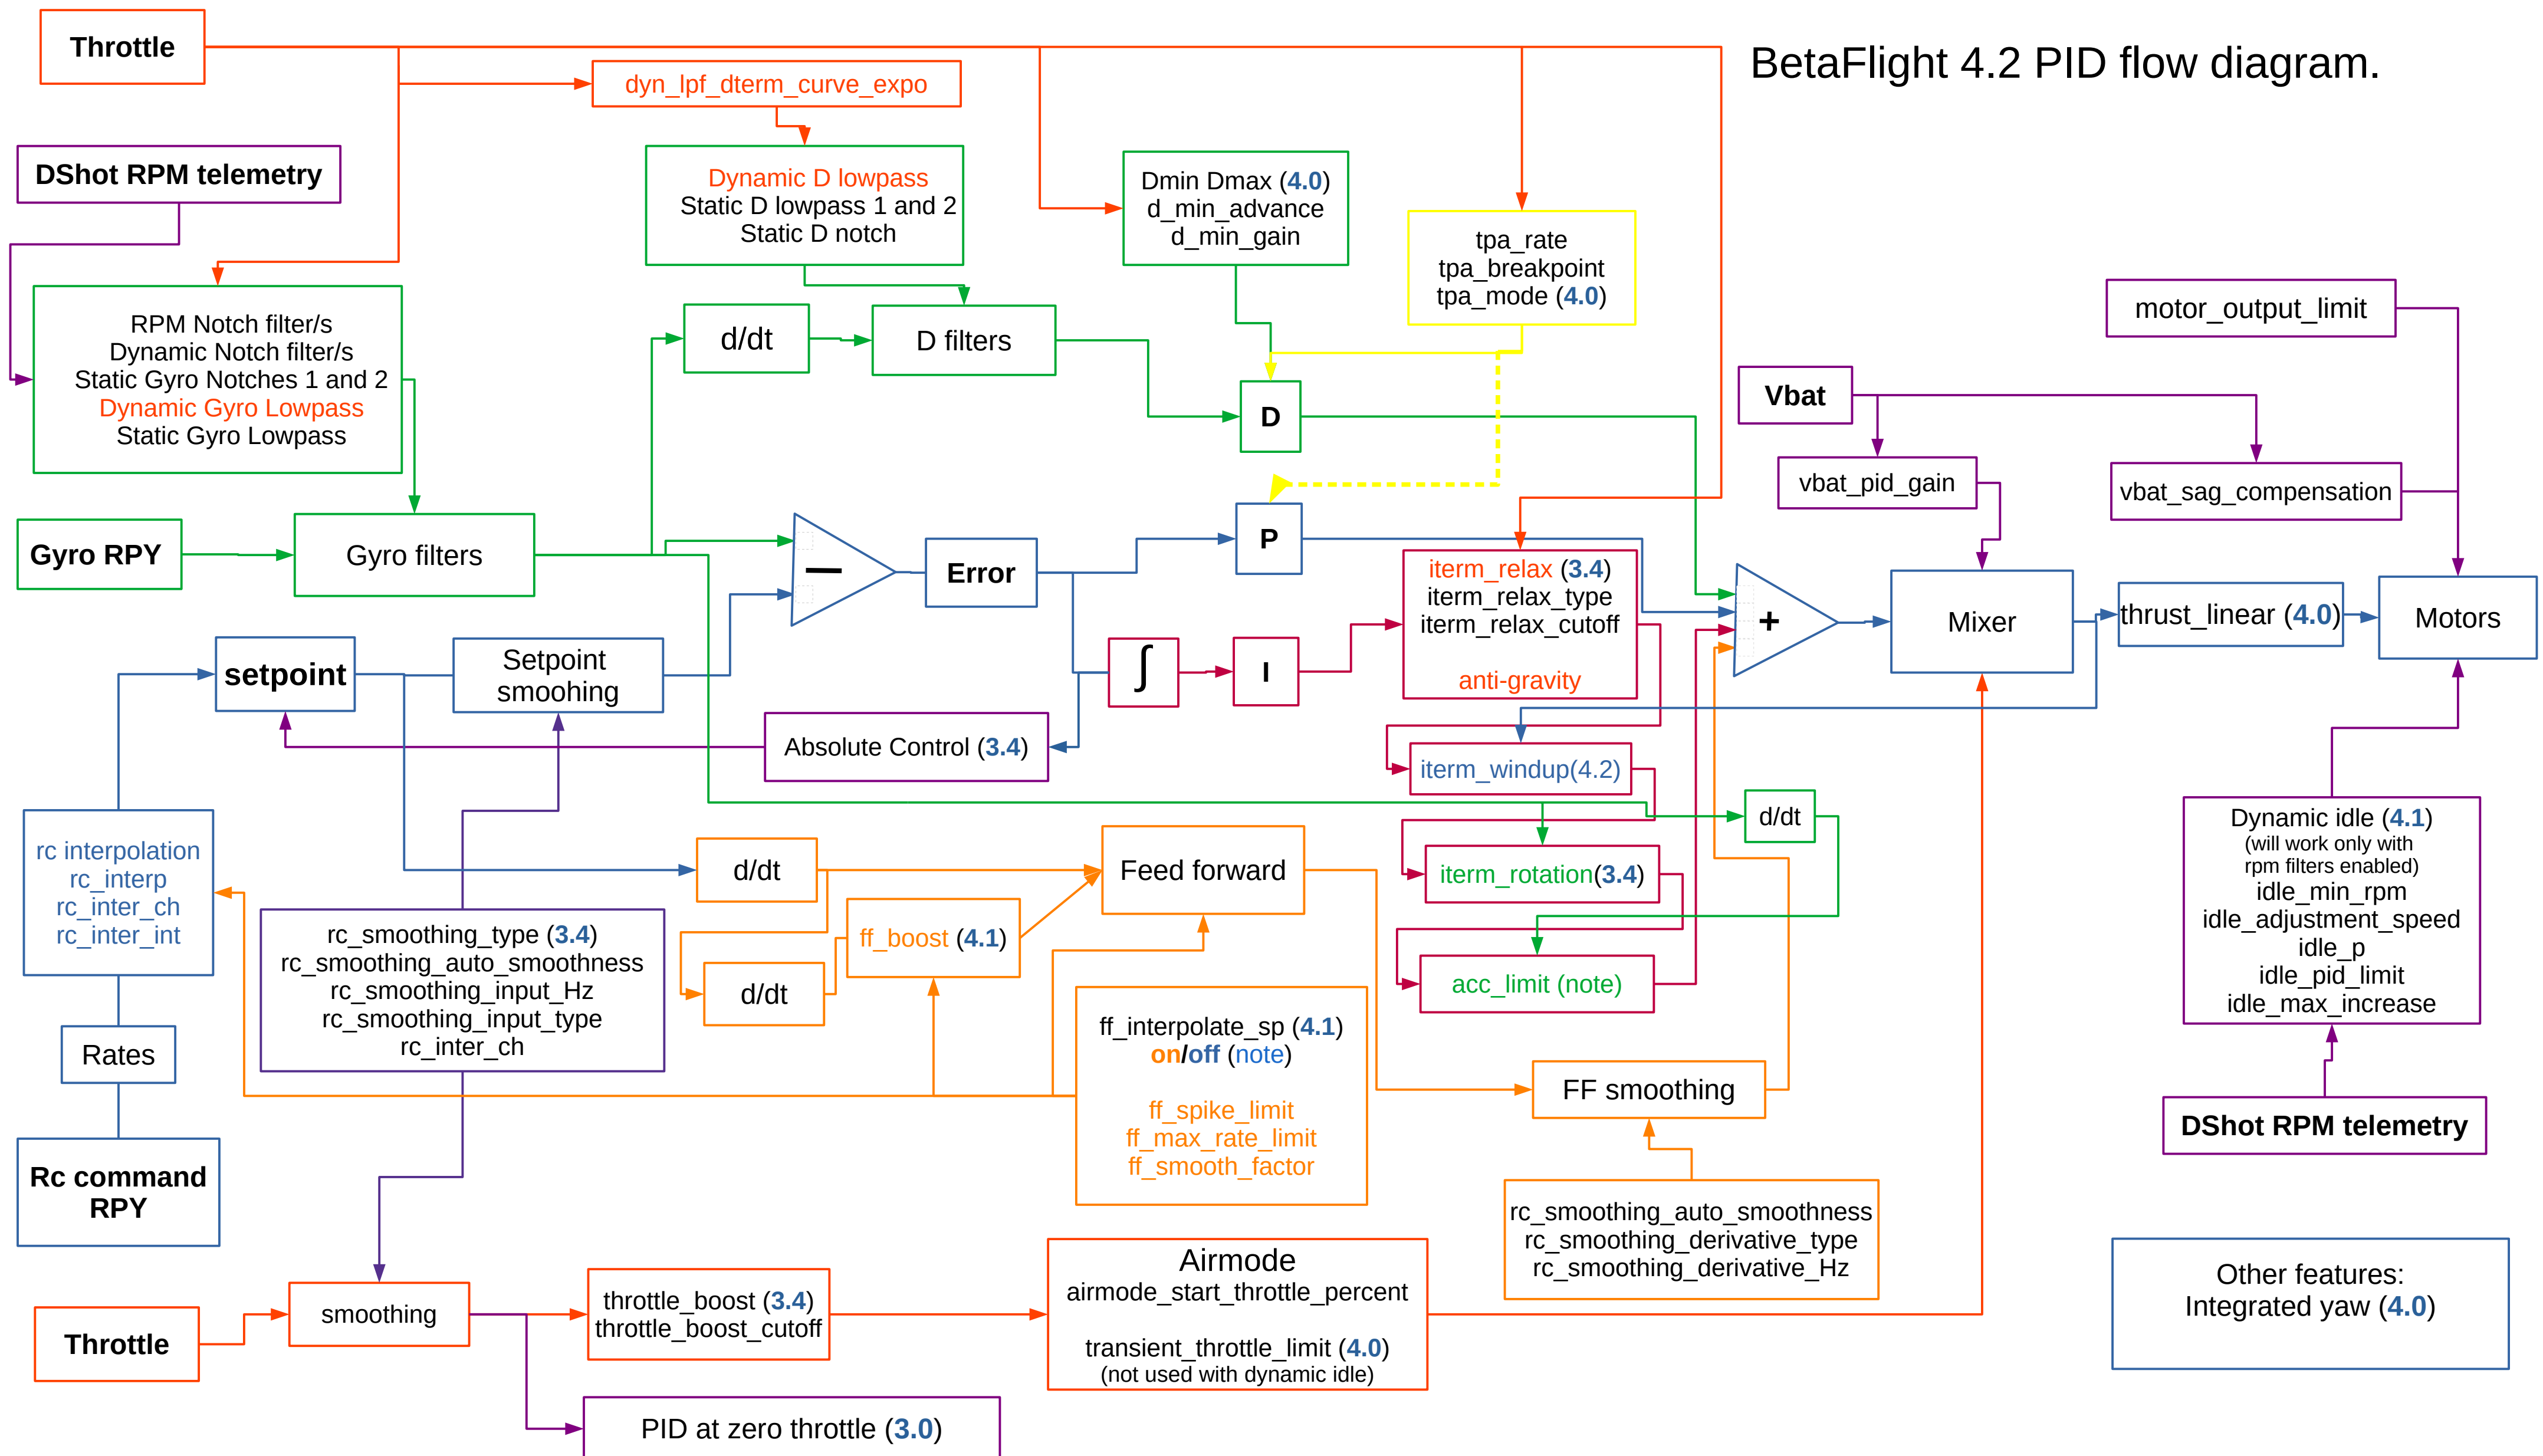 BetaFlight 4.2 PID flow diagram.
Throttle
dyn_lpf_dterm_curve_expo
DShot RPM telemetry
Dynamic D lowpass
Static D lowpass 1 and 2
Static D notch
Dmin Dmax (4.0)
d_min_advance
d_min_gain
tpa_rate
tpa_breakpoint
tpa_mode (4.0)
RPM Notch filter/s
Dynamic Notch filter/s
Static Gyro Notches 1 and 2
Dynamic Gyro Lowpass
Static Gyro Lowpass
d/dt
D filters
D
motor_output_limit
Vbat
vbat_pid_gain
vbat_sag_compensation
Gyro RPY
Gyro filters
−
Error
P
iterm_relax (3.4)
iterm_relax_type
iterm_relax_cutoff
anti-gravity
+
Mixer
thrust_linear (4.0)
Motors
setpoint
Setpoint
smoohing
∫
I
Absolute Control (3.4)
iterm_windup(4.2)
d/dt
rc interpolation
rc_interp
rc_inter_ch
rc_inter_int
d/dt
Feed forward
iterm_rotation(3.4)
Dynamic idle (4.1)
(will work only with
rpm filters enabled)
idle_min_rpm
idle_adjustment_speed
idle_p
idle_pid_limit
idle_max_increase
rc_smoothing_type (3.4)
rc_smoothing_auto_smoothness
rc_smoothing_input_Hz
rc_smoothing_input_type
rc_inter_ch
ff_boost (4.1)
d/dt
acc_limit (note)
Rates
ff_interpolate_sp (4.1)
on/off (note)
ff_spike_limit
ff_max_rate_limit
ff_smooth_factor
FF smoothing
DShot RPM telemetry
Rc command
RPY
rc_smoothing_auto_smoothness
rc_smoothing_derivative_type
rc_smoothing_derivative_Hz
Throttle
smoothing
throttle_boost (3.4)
throttle_boost_cutoff
Airmode
airmode_start_throttle_percent
transient_throttle_limit (4.0)
(not used with dynamic idle)
Other features:
Integrated yaw (4.0)
PID at zero throttle (3.0)